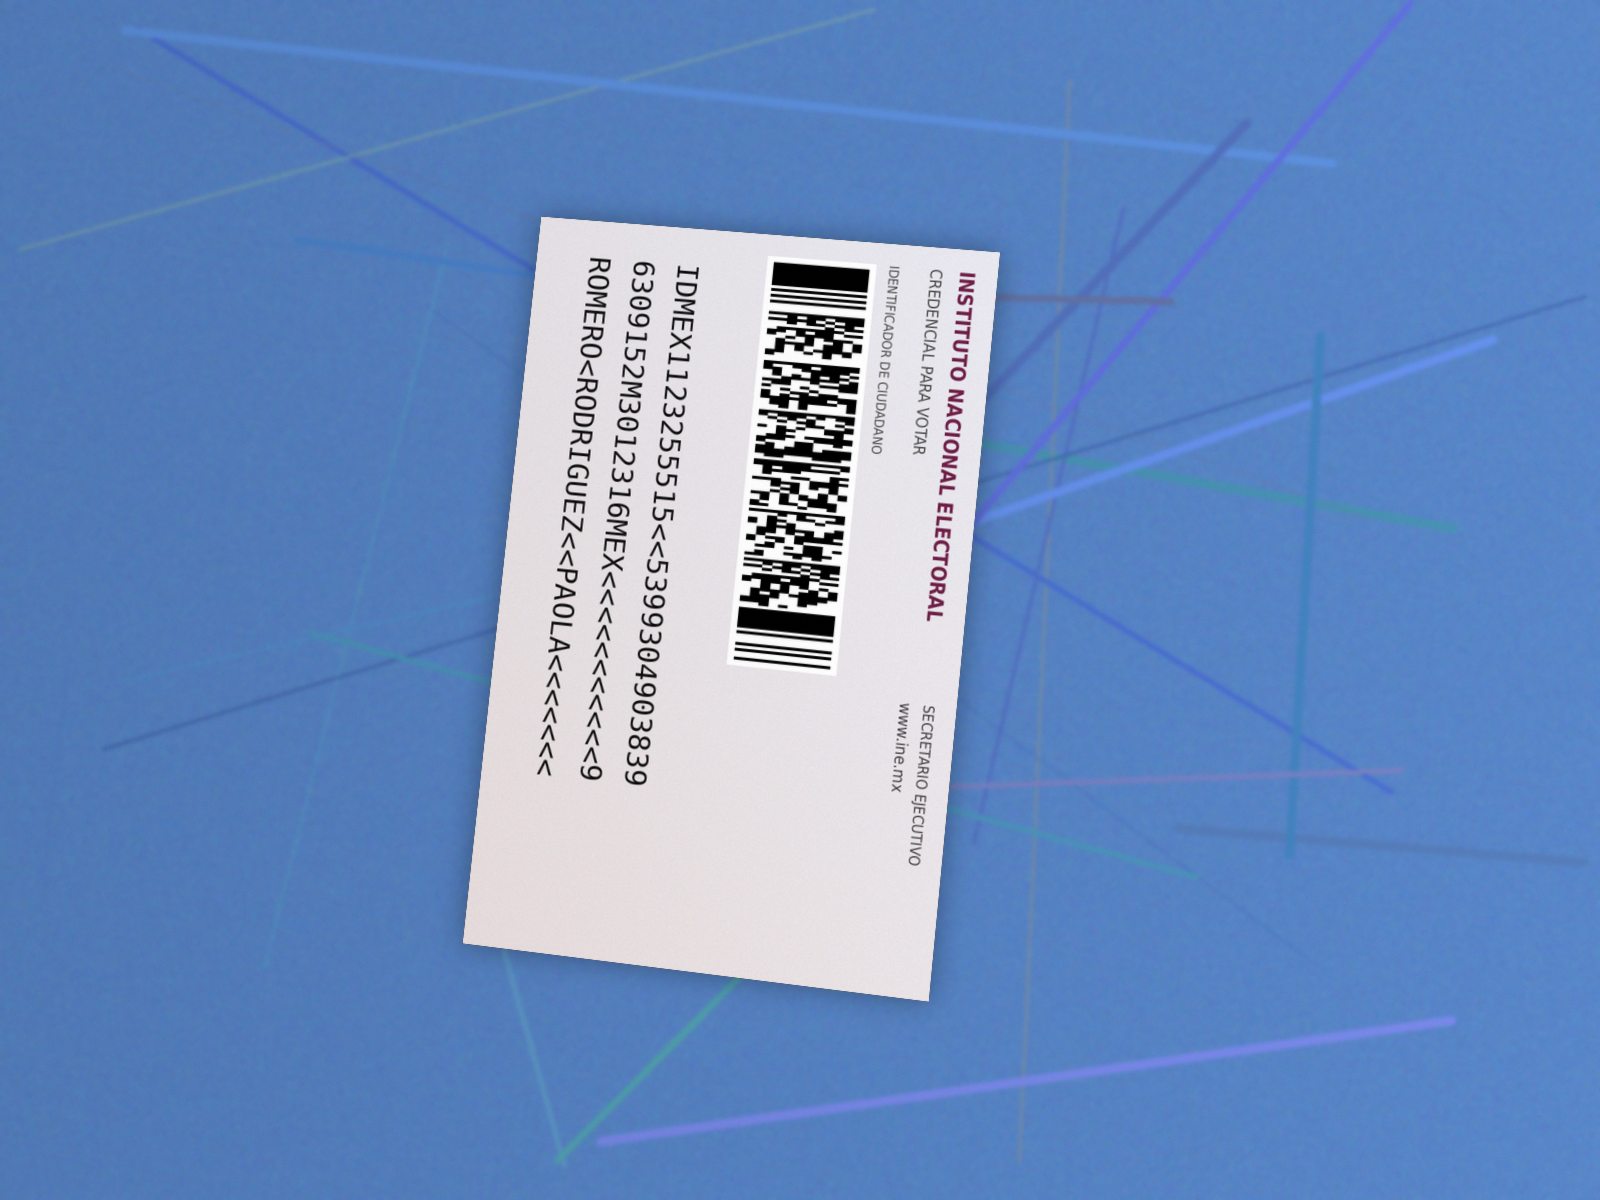 INSTITUTO NACIONAL ELECTORAL
CREDENCIAL PARA VOTAR
IDENTIFICADOR DE CIUDADANO
SECRETARIO EJECUTIVO
www.ine.mx
IDMEX1123255515<<5399304903839
6309152M3012316MEX<<<<<<<<<<<9
ROMERO<RODRIGUEZ<<PAOLA<<<<<<<